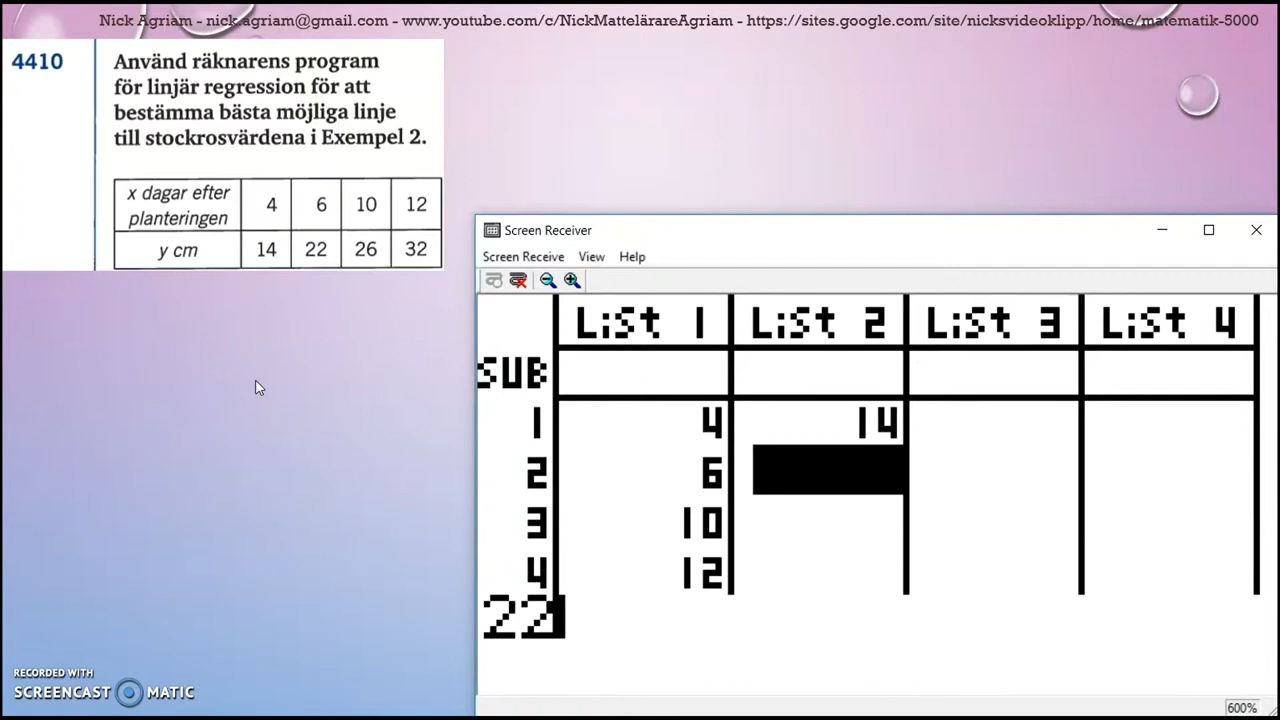 Nick Agriam - nick.agriam@gmail.com - www.youtube.com/c/NickMattelärareAgriam - https://sites.google.com/site/nicksvideoklipp/home/matematik-5000
4410
Använd räknarens program
för linjär regression för att
bestämma bästa möjliga linje
till stockrosvärdena i Exempel 2.
x dagar efter planteringen 4 6 10 12
y cm 14 22 26 32
Screen Receiver
Screen Receive View Help
LiSt 1 LiSt 2 LiSt 3 LiSt 4
SUB
1 4 14
2 6
3 10
4 12
22
600%
RECORDED WITH
SCREENCAST MATIC